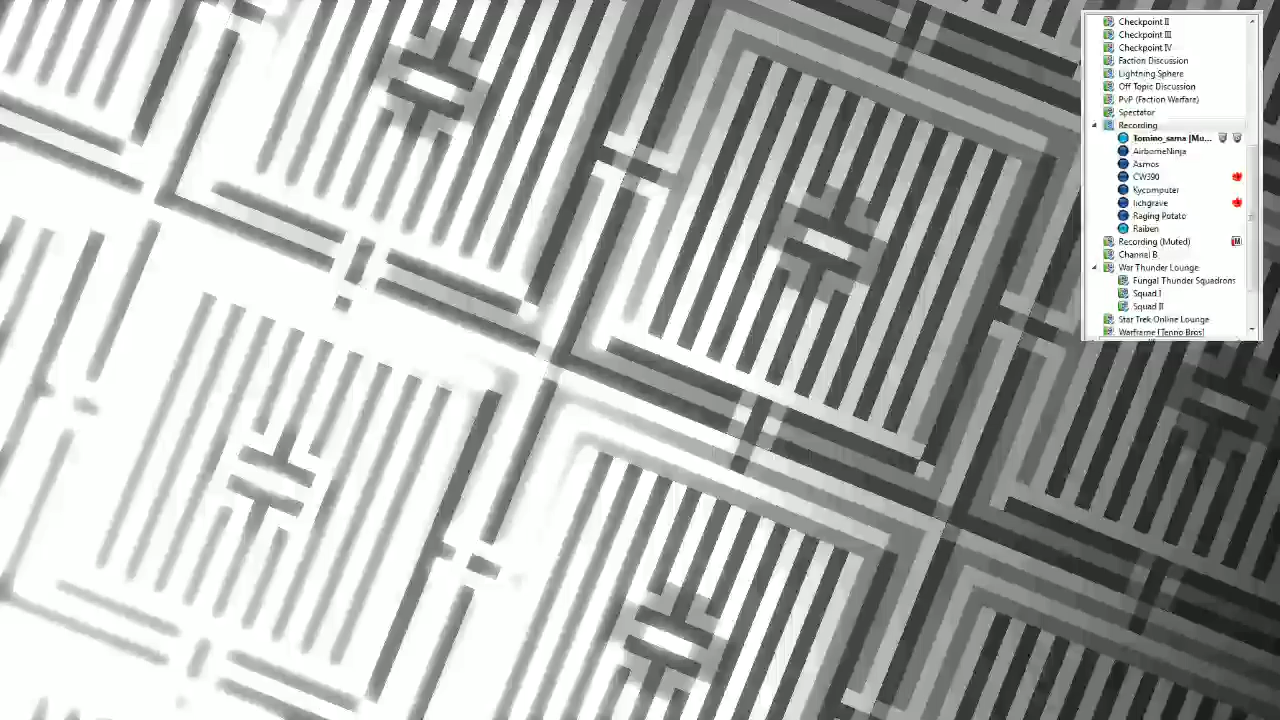 Checkpoint II
Checkpoint III
Checkpoint IV
Faction Discussion
Lightning Sphere
Off Topic Discussion
PvP (Faction Warfare)
Spectator
Recording
Tomino_sama [Mu...
AirborneNinja
Asmos
CW390
Kycomputer
lichgrave
Raging Potato
Raiben
Recording (Muted)
Channel B
War Thunder Lounge
Fungal Thunder Squadrons
Squad I
Squad II
Star Trek Online Lounge
Warframe [Tenno Bros]